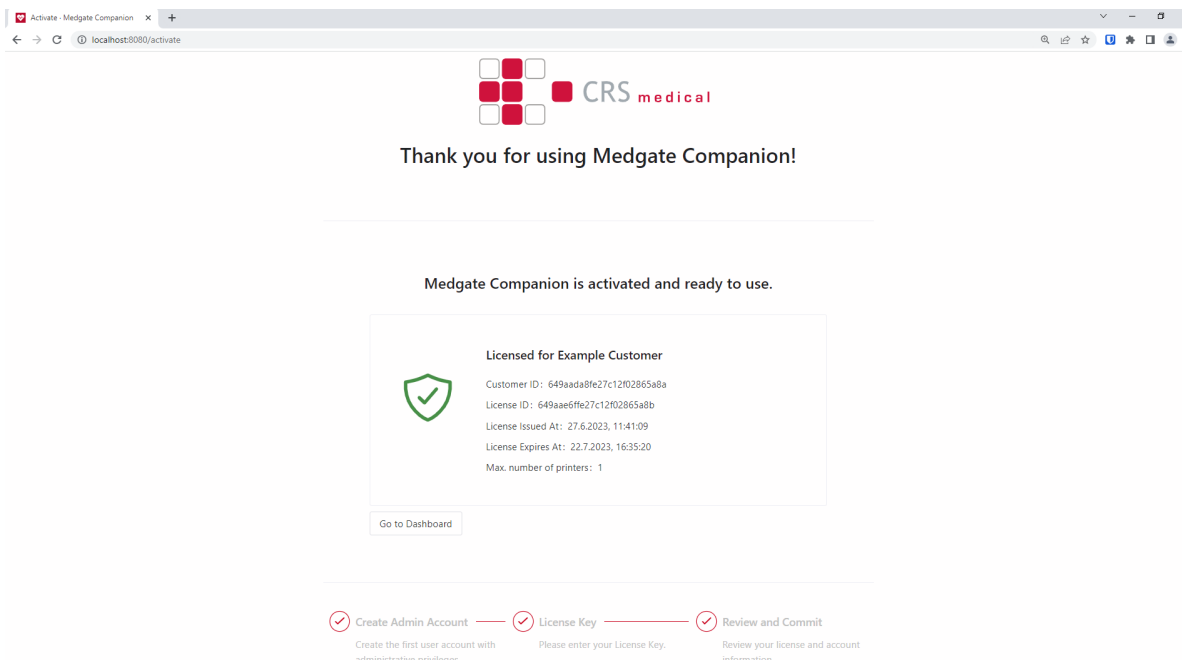 Activate - Medgate Companion
localhost:8080/activate
CRS medical
Thank you for using Medgate Companion!
Medgate Companion is activated and ready to use.
Licensed for Example Customer
Customer ID: 649aada8fe27c12f02865a8a
License ID: 649aae6ffe27c12f02865a8b
License Issued At: 27.6.2023, 11:41:09
License Expires At: 22.7.2023, 16:35:20
Max. number of printers: 1
Go to Dashboard
Create Admin Account
Create the first user account with
administrative privileges.
License Key
Please enter your License Key.
Review and Commit
Review your license and account
information